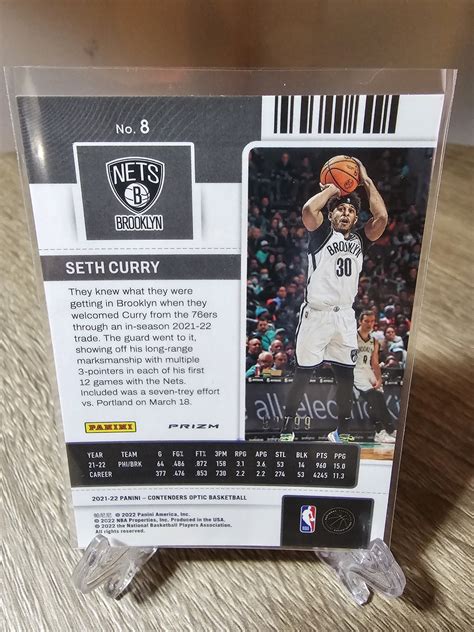 No. 8
NETS
B
BROOKLYN
SETH CURRY
They knew what they were
getting in Brooklyn when they
welcomed Curry from the 76ers
through an in-season 2021-22
trade. The guard went to it,
showing off his long-range
marksmanship with multiple
3-pointers in each of his first
12 games with the Nets.
Included was a seven-trey effort
vs. Portland on March 18.
BROOKLYN
30
all-electric
/99
PANINI
AUTHENTIC
PRIZM
YEAR TEAM G FG% FT% 3PM RPG APG STL BLK PTS PPG
21-22 PHI/BRK 64 .486 .872 158 3.1 3.6 53 14 960 15.0
CAREER 377 .476 .853 730 2.2 2.2 274 53 4245 11.3
2021-22 PANINI – CONTENDERS OPTIC BASKETBALL
© 2022 Panini America, Inc.
© 2022 NBA Properties, Inc. Produced in the USA.
© 2022 the National Basketball Players Association.
All rights reserved.
NBA